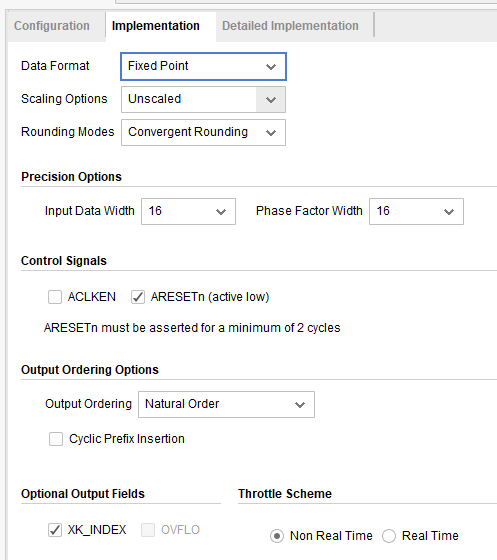 Configuration Implementation Detailed Implementation
Data Format Fixed Point
Scaling Options Unscaled
Rounding Modes Convergent Rounding
Precision Options
Input Data Width 16 Phase Factor Width 16
Control Signals
ACLKEN ARESETn (active low)
ARESETn must be asserted for a minimum of 2 cycles
Output Ordering Options
Output Ordering Natural Order
Cyclic Prefix Insertion
Optional Output Fields Throttle Scheme
XK_INDEX OVFLO Non Real Time Real Time